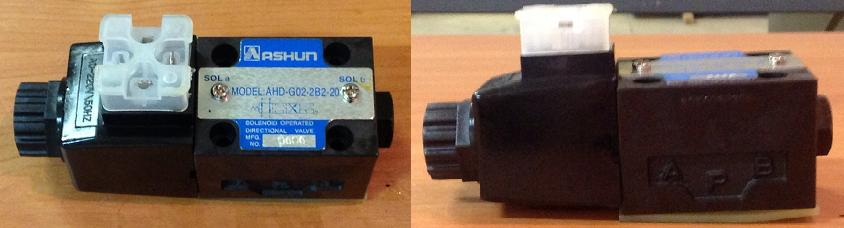 ASHUN
SOL a SOL b
MODEL: AHD-G02-2B2-20
SOLENOID OPERATED
DIRECTIONAL VALVE
MFG.
NO.
A P B